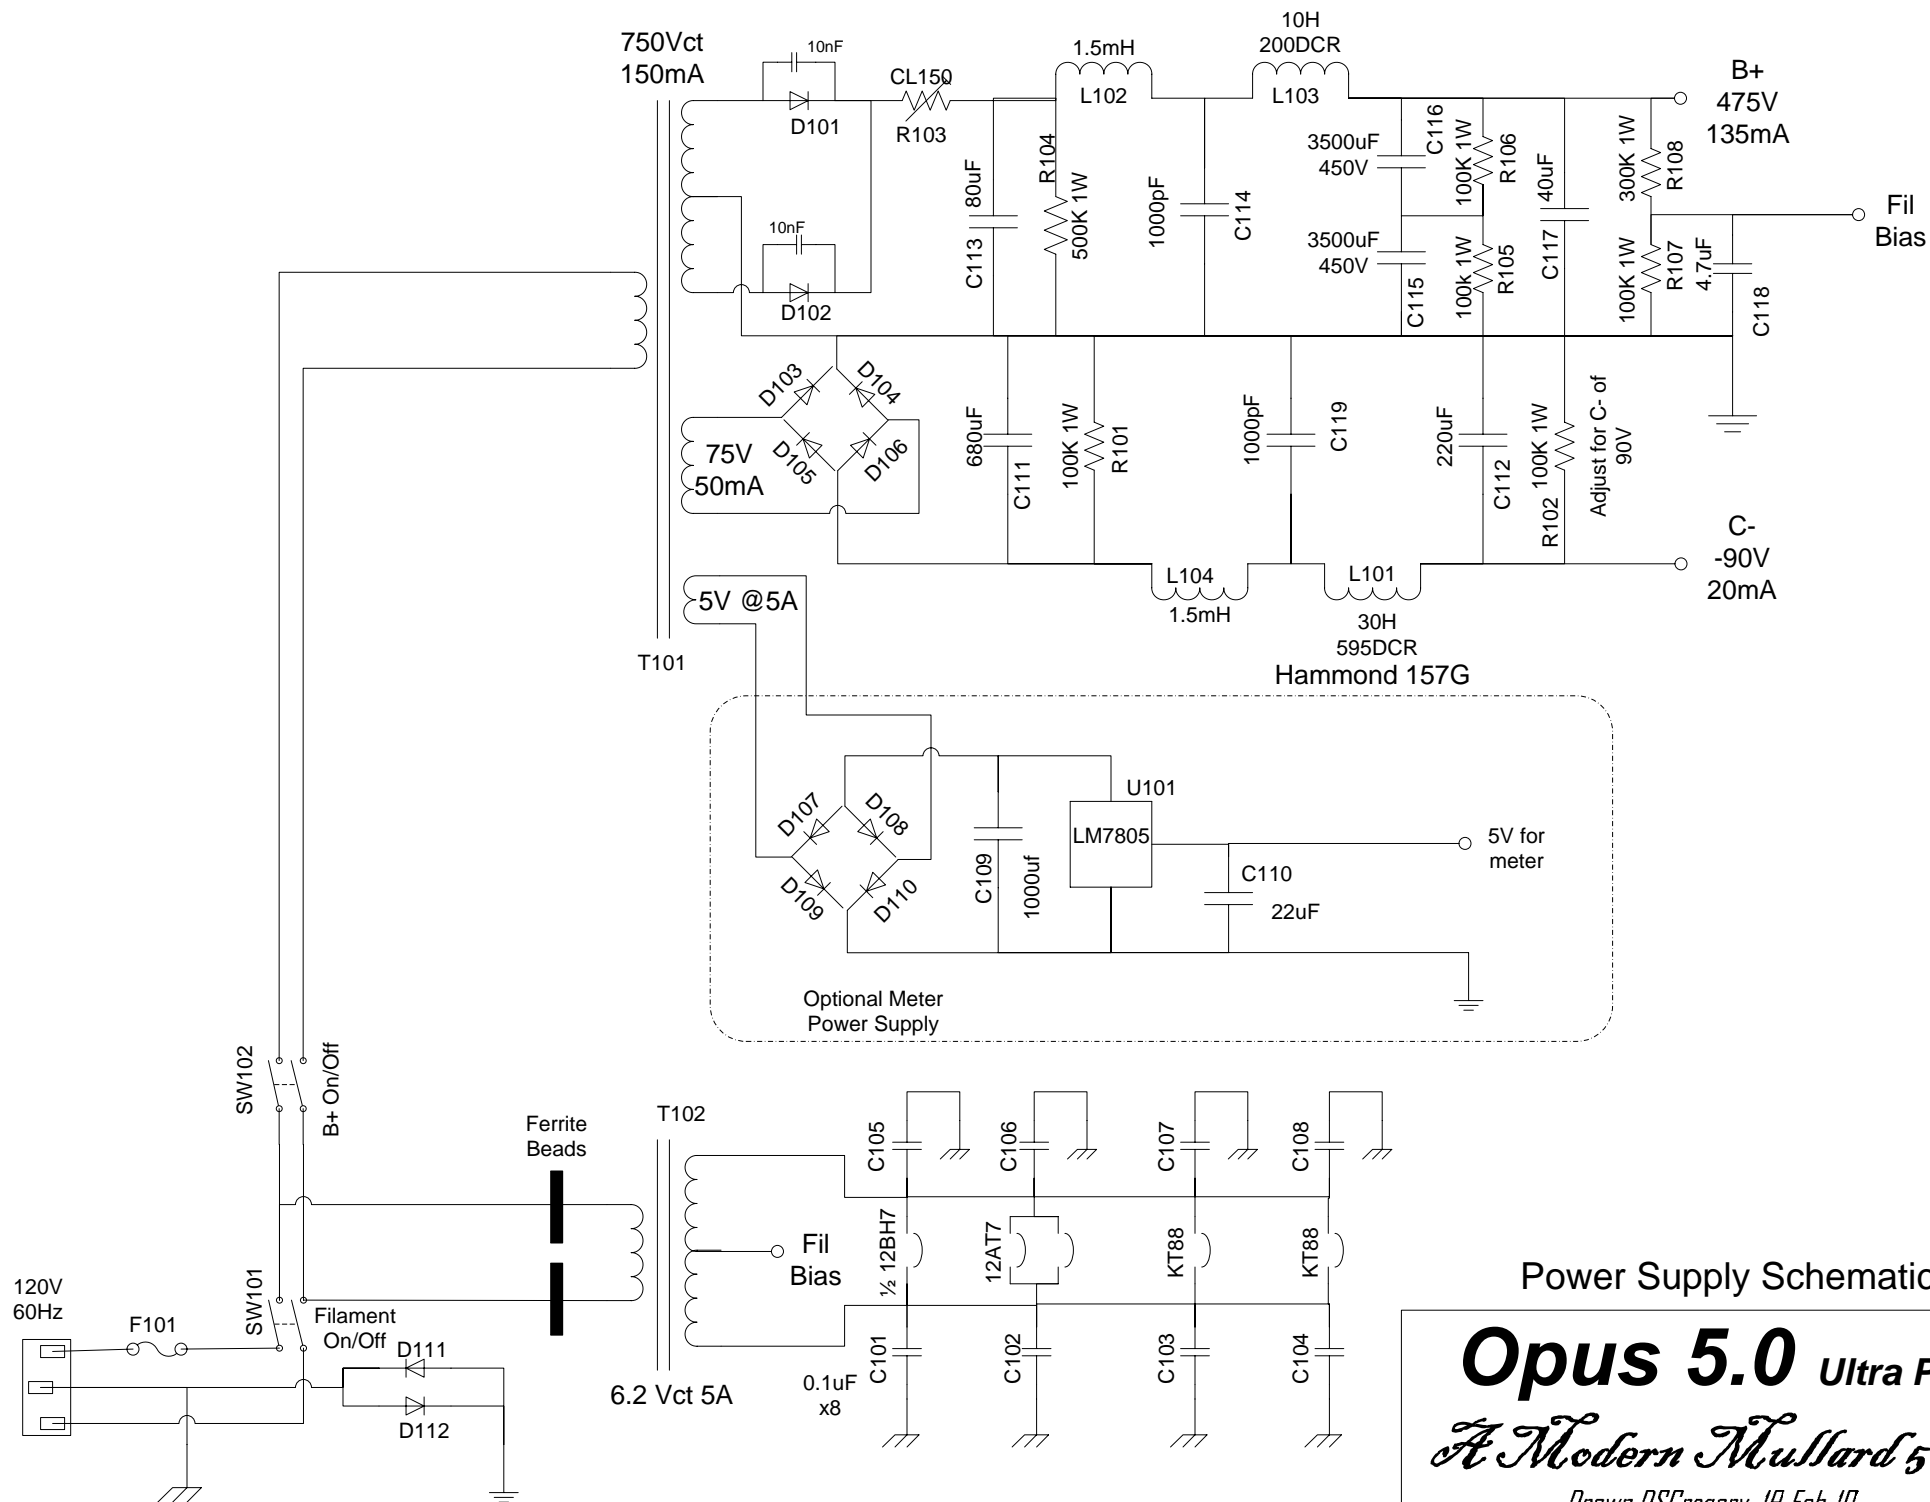 750Vct
150mA
10nF
D101
CL150
R103
1.5mH
L102
10H
200DCR
L103
B+
475V
135mA
10nF
D102
80uF
C113
R104
500K 1W
1000pF
C114
3500uF
450V
C116
3500uF
450V
C115
100K 1W
R106
100k 1W
R105
40uF
C117
300K 1W
R108
100K 1W
R107
4.7uF
C118
Fil
Bias
D103
D104
D105
D106
75V
50mA
680uF
C111
100K 1W
R101
1000pF
C119
220uF
C112
100K 1W
R102
Adjust for C- of
90V
C-
-90V
20mA
L104
1.5mH
L101
30H
595DCR
Hammond 157G
5V @5A
T101
D107
D108
D109
D110
C109
1000uf
U101
LM7805
C110
22uF
5V for
meter
Optional Meter
Power Supply
SW102
B+ On/Off
Ferrite
Beads
T102
C105
C106
C107
C108
½ 12BH7
12AT7
KT88
KT88
Fil
Bias
6.2 Vct 5A
0.1uF
x8
C101
C102
C103
C104
120V
60Hz
F101
SW101
Filament
On/Off
D111
D112
Power Supply Schematic
Opus 5.0 Ultra P
A Modern Mullard 5
Drawn DSGregory 19 Feb 10